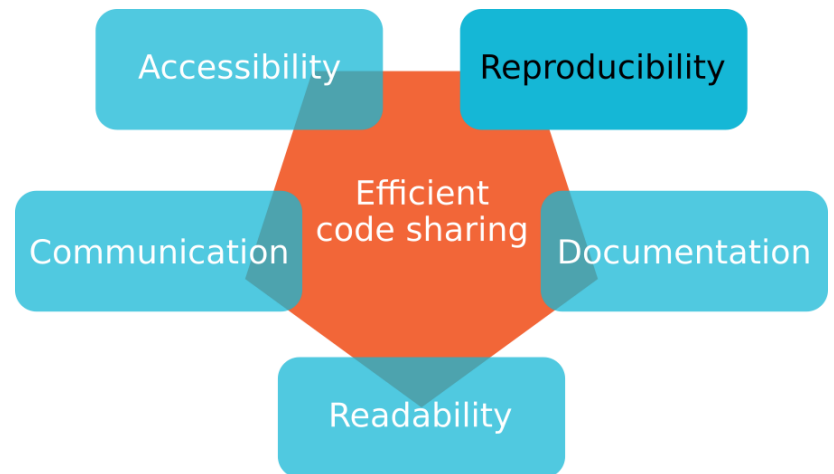 Accessibility
Reproducibility
Efficient
code sharing
Communication
Documentation
Readability